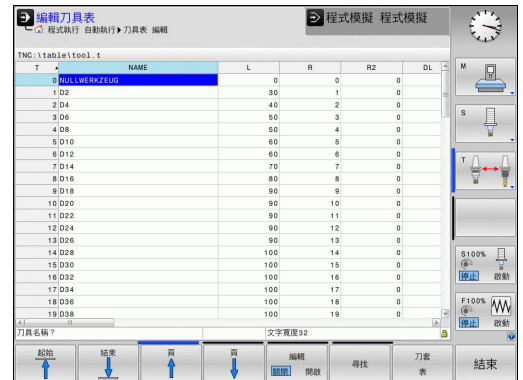 編輯刀具表
程式執行 自動執行▶刀具表 編輯
程式模擬 程式模擬
TNC:\table\tool.t
T NAME L R R2 DL
0 NULLWERKZEUG 0 0 0
1 D2 30 1 0
2 D4 40 2 0
3 D6 50 3 0
4 D8 50 4 0
5 D10 60 5 0
6 D12 60 6 0
7 D14 70 7 0
8 D16 80 8 0
9 D18 90 9 0
10 D20 90 10 0
11 D22 90 11 0
12 D24 90 12 0
13 D26 90 13 0
14 D28 100 14 0
15 D30 100 15 0
16 D32 100 16 0
17 D34 100 17 0
18 D36 100 18 0
19 D38 100 19 0
刀具名稱? 文字寬度32
M
S
T
S100%
停止 啟動
F100%
停止 啟動
起始
結束
頁
頁
編輯
關閉 開啟
尋找
刀套
表
結束